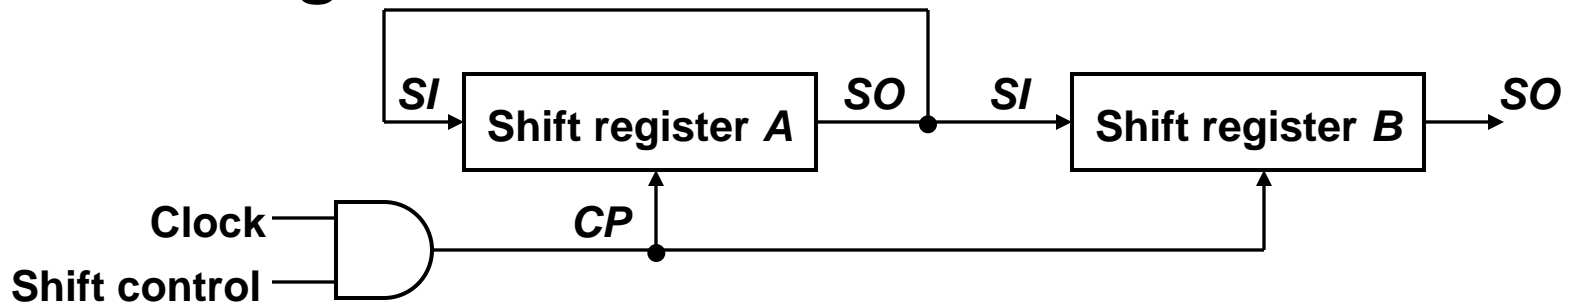 SI
Shift register A
SO
SI
Shift register B
SO
Clock
CP
Shift control